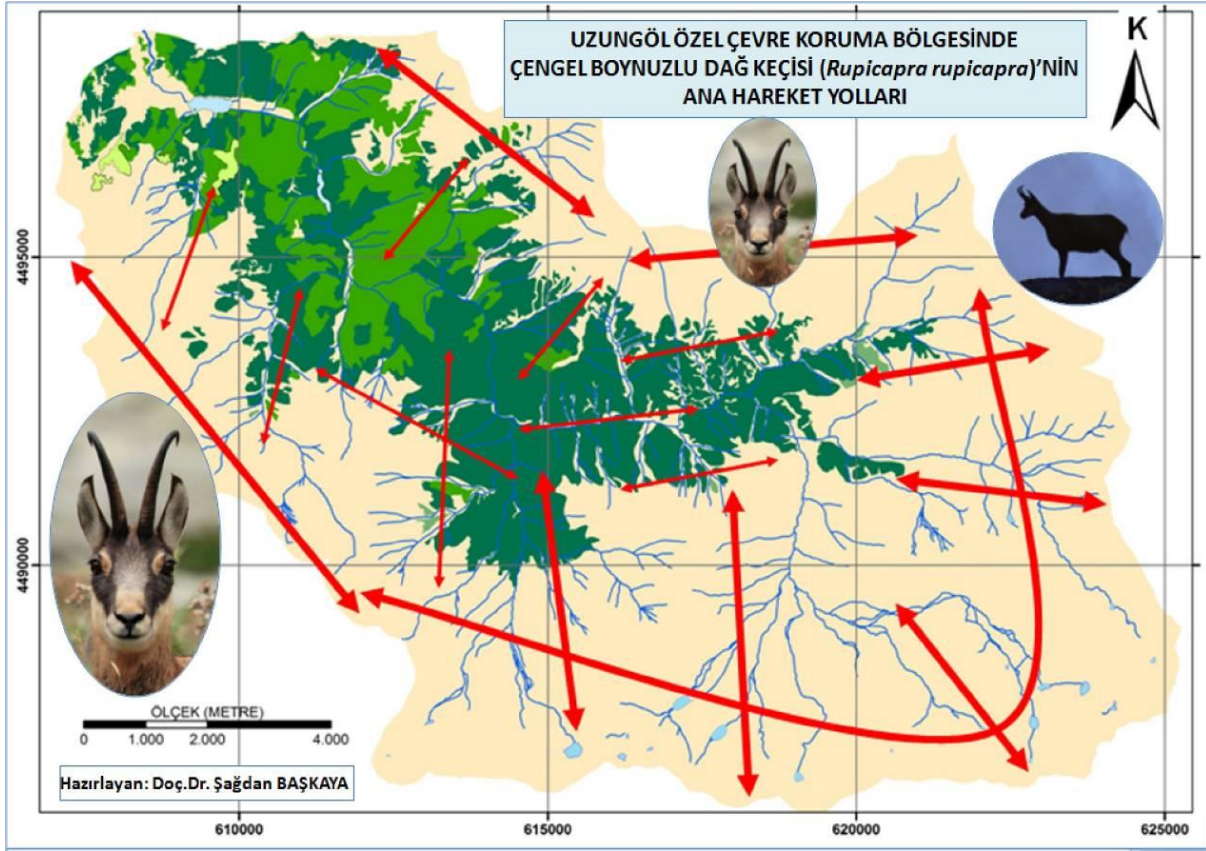 UZUNGÖL ÖZEL ÇEVRE KORUMA BÖLGESİNDE
ÇENGEL BOYNUZLU DAĞ KEÇİSİ (Rupicapra rupicapra)'NİN
ANA HAREKET YOLLARI
K
4495000
4490000
ÖLÇEK (METRE)
0 1.000 2.000 4.000
Hazırlayan: Doç.Dr. Şağdan BAŞKAYA
610000 615000 620000 625000